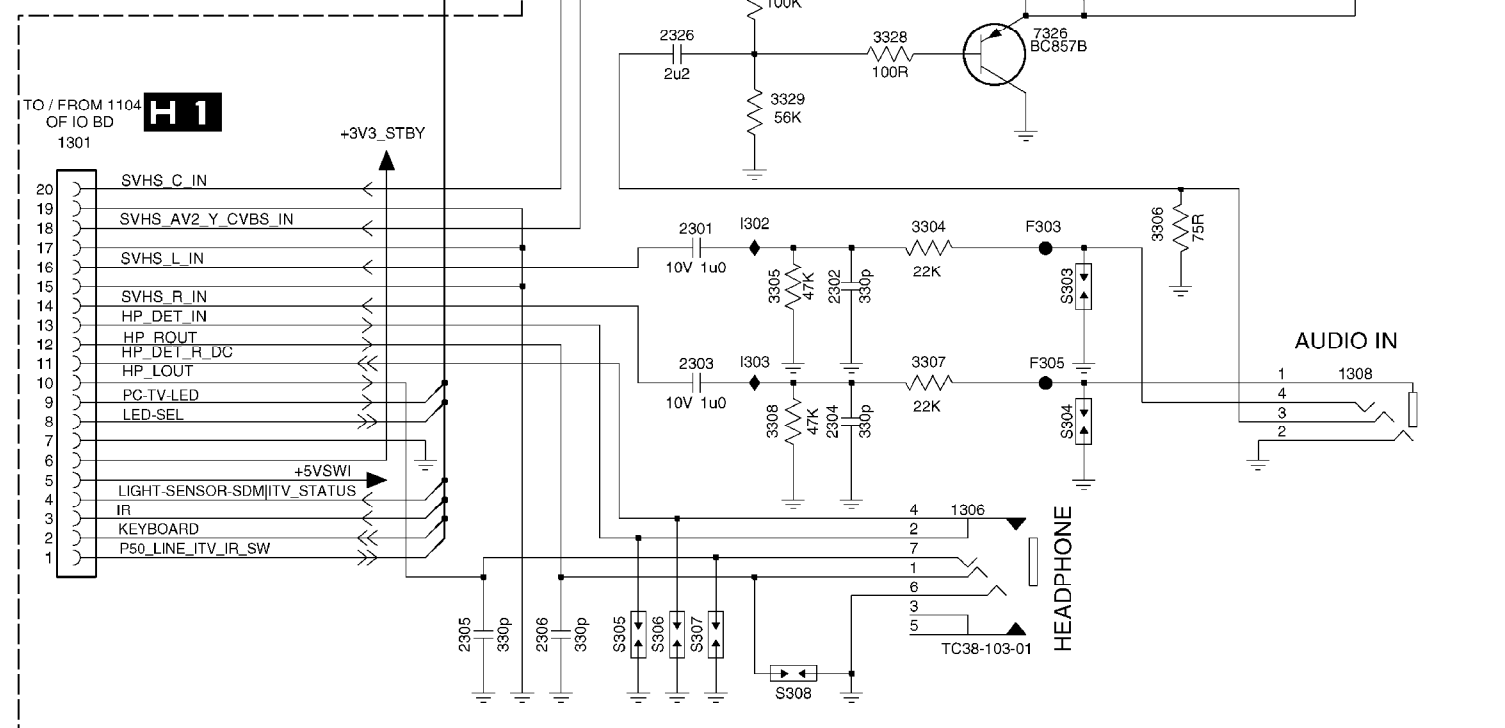 100K
2326
2u2
3328
100R
7326
BC857B
3329
56K
TO / FROM 1104
OF IO BD
1301
H 1
+3V3_STBY
20 SVHS_C_IN
19
18 SVHS_AV2_Y_CVBS_IN
17
16 SVHS_L_IN
15
14 SVHS_R_IN
13 HP_DET_IN
12 HP_ROUT
11 HP_DET_R_DC
10 HP_LOUT
9 PC-TV-LED
8 LED-SEL
7
6
5 +5VSWI
4 LIGHT-SENSOR-SDM|ITV_STATUS
3 IR
2 KEYBOARD
1 P50_LINE_ITV_IR_SW
2301
10V 1u0
I302
3305
47K
2302
330p
3304
22K
F303
S303
3306
75R
2303
10V 1u0
I303
3308
47K
2304
330p
3307
22K
F305
S304
AUDIO IN
1 1308
4
3
2
4 1306
2
7
1
6
3
5
TC38-103-01
HEADPHONE
2305
330p
2306
330p
S305
S306
S307
S308